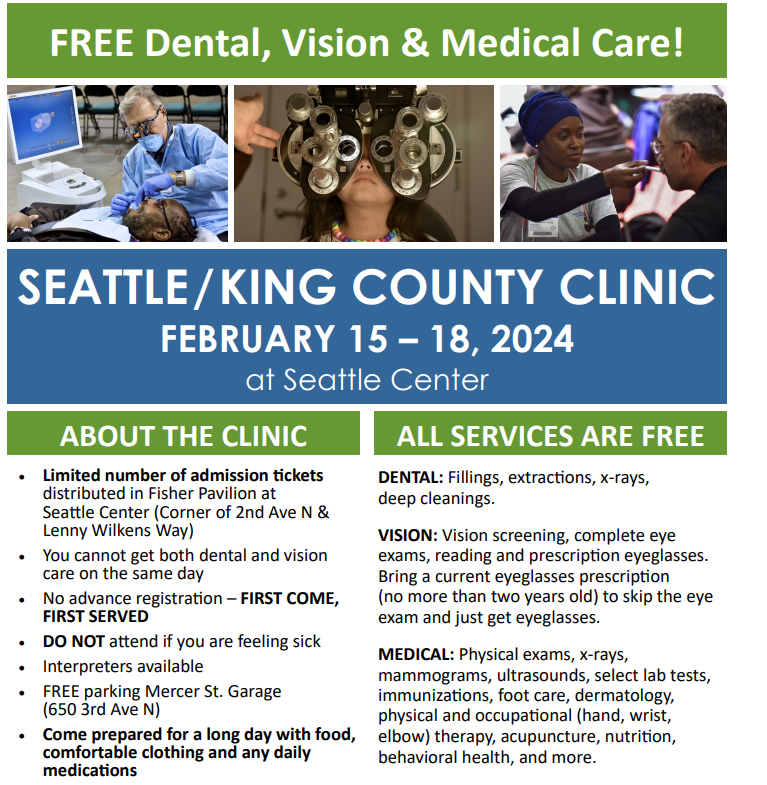 FREE Dental, Vision & Medical Care!
SEATTLE/KING COUNTY CLINIC
FEBRUARY 15 – 18, 2024
at Seattle Center
ABOUT THE CLINIC
• Limited number of admission tickets
distributed in Fisher Pavilion at
Seattle Center (Corner of 2nd Ave N &
Lenny Wilkens Way)
• You cannot get both dental and vision
care on the same day
• No advance registration – FIRST COME,
FIRST SERVED
• DO NOT attend if you are feeling sick
• Interpreters available
• FREE parking Mercer St. Garage
(650 3rd Ave N)
• Come prepared for a long day with food,
comfortable clothing and any daily
medications
ALL SERVICES ARE FREE
DENTAL: Fillings, extractions, x-rays,
deep cleanings.
VISION: Vision screening, complete eye
exams, reading and prescription eyeglasses.
Bring a current eyeglasses prescription
(no more than two years old) to skip the eye
exam and just get eyeglasses.
MEDICAL: Physical exams, x-rays,
mammograms, ultrasounds, select lab tests,
immunizations, foot care, dermatology,
physical and occupational (hand, wrist,
elbow) therapy, acupuncture, nutrition,
behavioral health, and more.